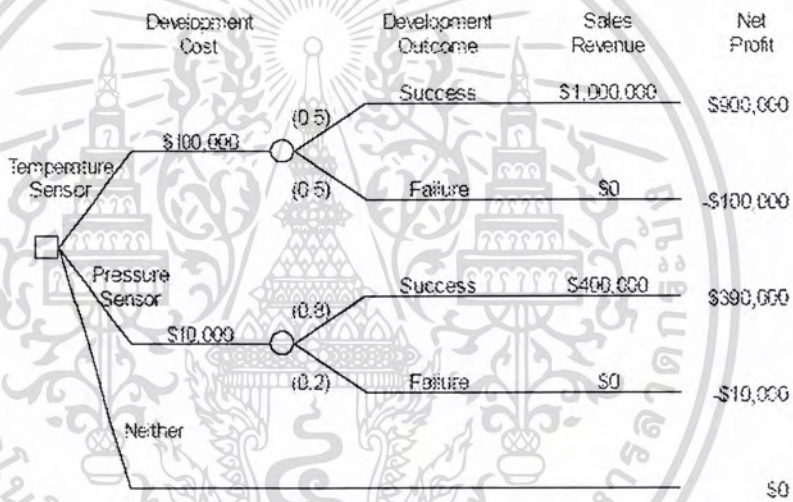 Development Cost
Development Outcome
Sales Revenue
Net Profit
Success
$1,000,000
$900,000
(0.5)
$100,000
Temperature Sensor
(0.5)
Failure
$0
-$100,000
Pressure Sensor
Success
$400,000
$390,000
(0.8)
$10,000
(0.2)
Failure
$0
-$10,000
Neither
$0